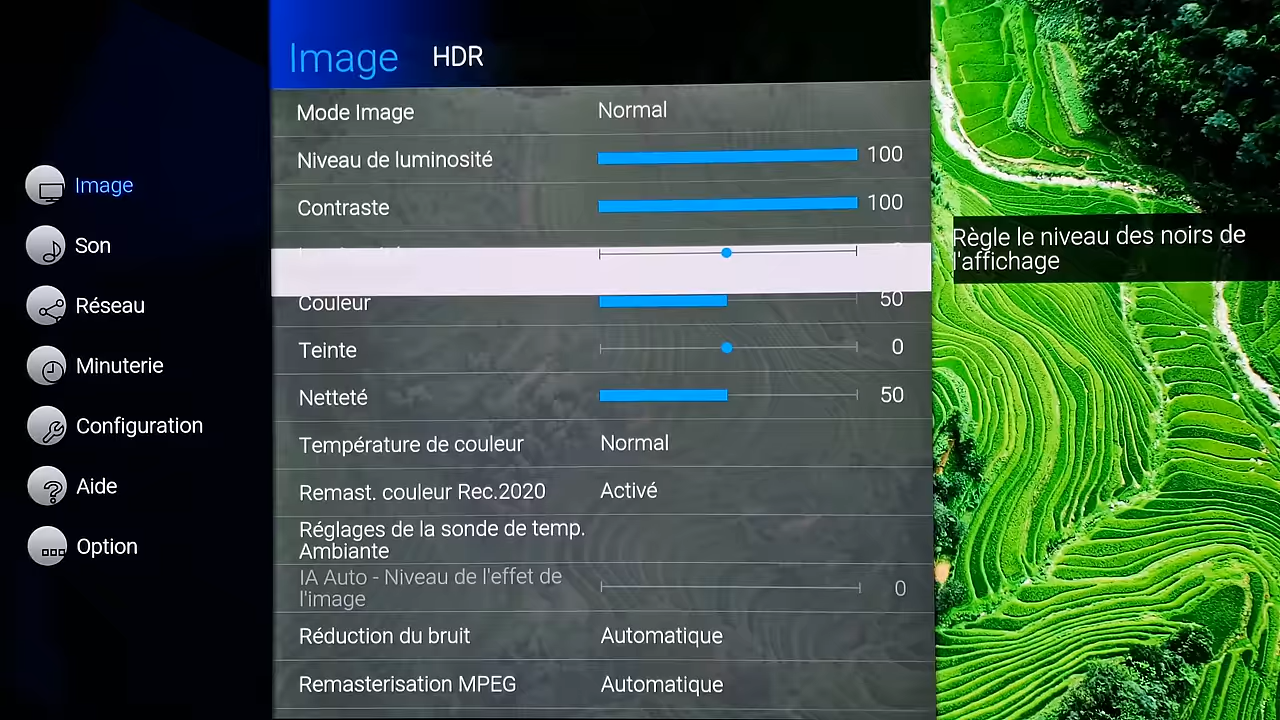 Image HDR
Mode Image Normal
Niveau de luminosité 100
Contraste 100
Couleur 50
Teinte 0
Netteté 50
Température de couleur Normal
Remast. couleur Rec.2020 Activé
Réglages de la sonde de temp.
Ambiante
IA Auto - Niveau de l'effet de
l'image 0
Réduction du bruit Automatique
Remasterisation MPEG Automatique
Image
Son
Réseau
Minuterie
Configuration
Aide
Option
Règle le niveau des noirs de
l'affichage